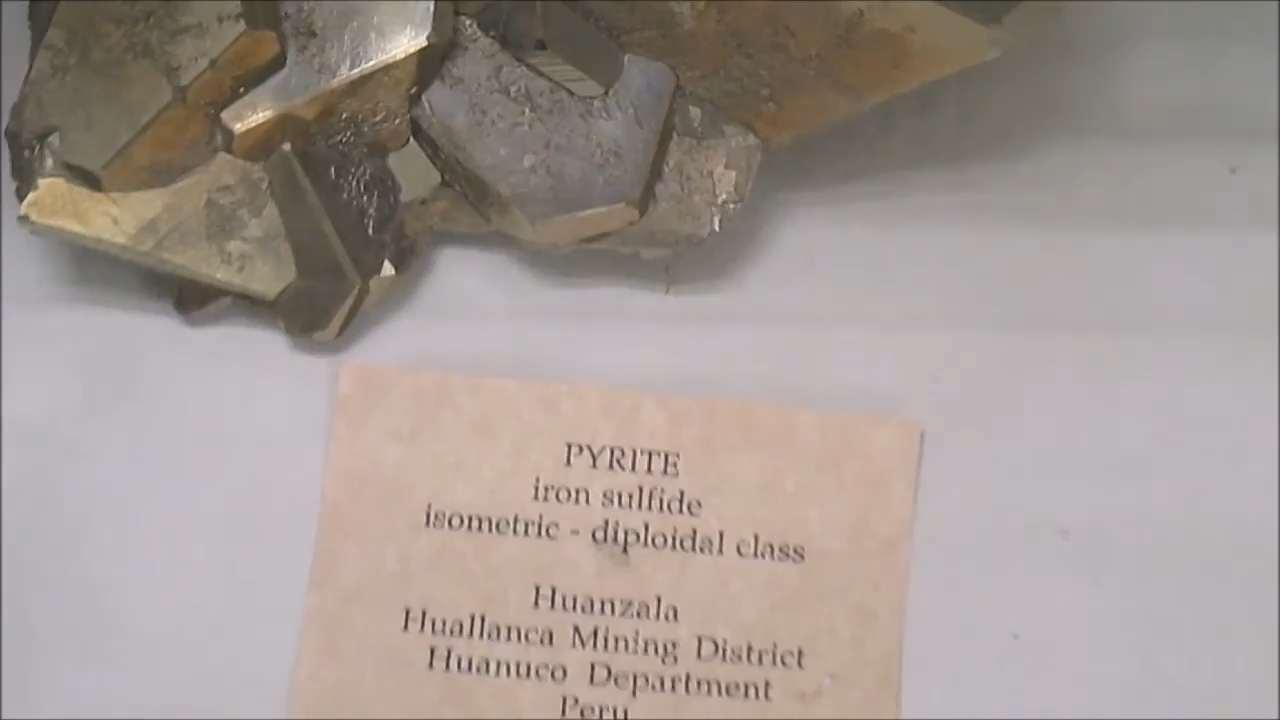 PYRITE
iron sulfide
isometric - diploidal class
Huanzala
Huallanca Mining District
Huanuco Department
Peru